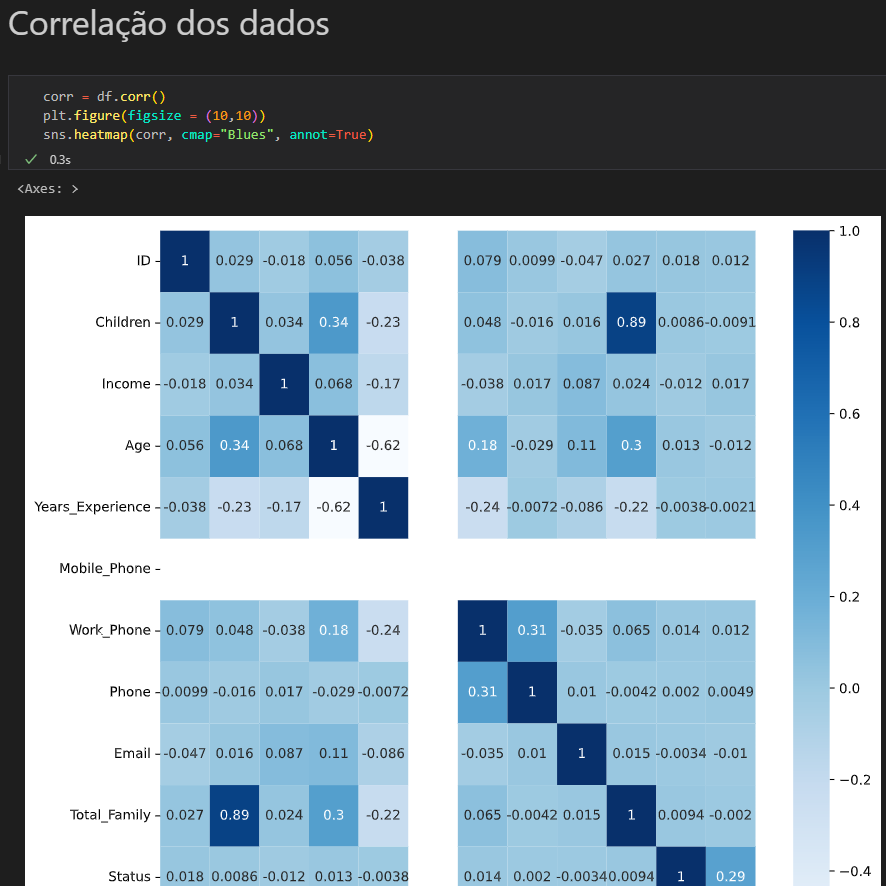 Correlação dos dados
corr = df.corr()
plt.figure(figsize = (10,10))
sns.heatmap(corr, cmap="Blues", annot=True)
0.3s
<Axes: >
ID 1 0.029 -0.018 0.056 -0.038 0.079 0.0099 -0.047 0.027 0.018 0.012
Children 0.029 1 0.034 0.34 -0.23 0.048 -0.016 0.016 0.89 0.0086 -0.0091
Income -0.018 0.034 1 0.068 -0.17 -0.038 0.017 0.087 0.024 -0.012 0.017
Age 0.056 0.34 0.068 1 -0.62 0.18 -0.029 0.11 0.3 0.013 -0.012
Years_Experience -0.038 -0.23 -0.17 -0.62 1 -0.24 -0.0072 -0.086 -0.22 -0.0038 -0.0021
Mobile_Phone
Work_Phone 0.079 0.048 -0.038 0.18 -0.24 1 0.31 -0.035 0.065 0.014 0.012
Phone 0.0099 -0.016 0.017 -0.029 -0.0072 0.31 1 0.01 -0.0042 0.002 0.0049
Email -0.047 0.016 0.087 0.11 -0.086 -0.035 0.01 1 0.015 -0.0034 -0.01
Total_Family 0.027 0.89 0.024 0.3 -0.22 0.065 -0.0042 0.015 1 0.0094 -0.002
Status 0.018 0.0086 -0.012 0.013 -0.0038 0.014 0.002 -0.0034 0.0094 1 0.29
1.0
0.8
0.6
0.4
0.2
0.0
−0.2
−0.4